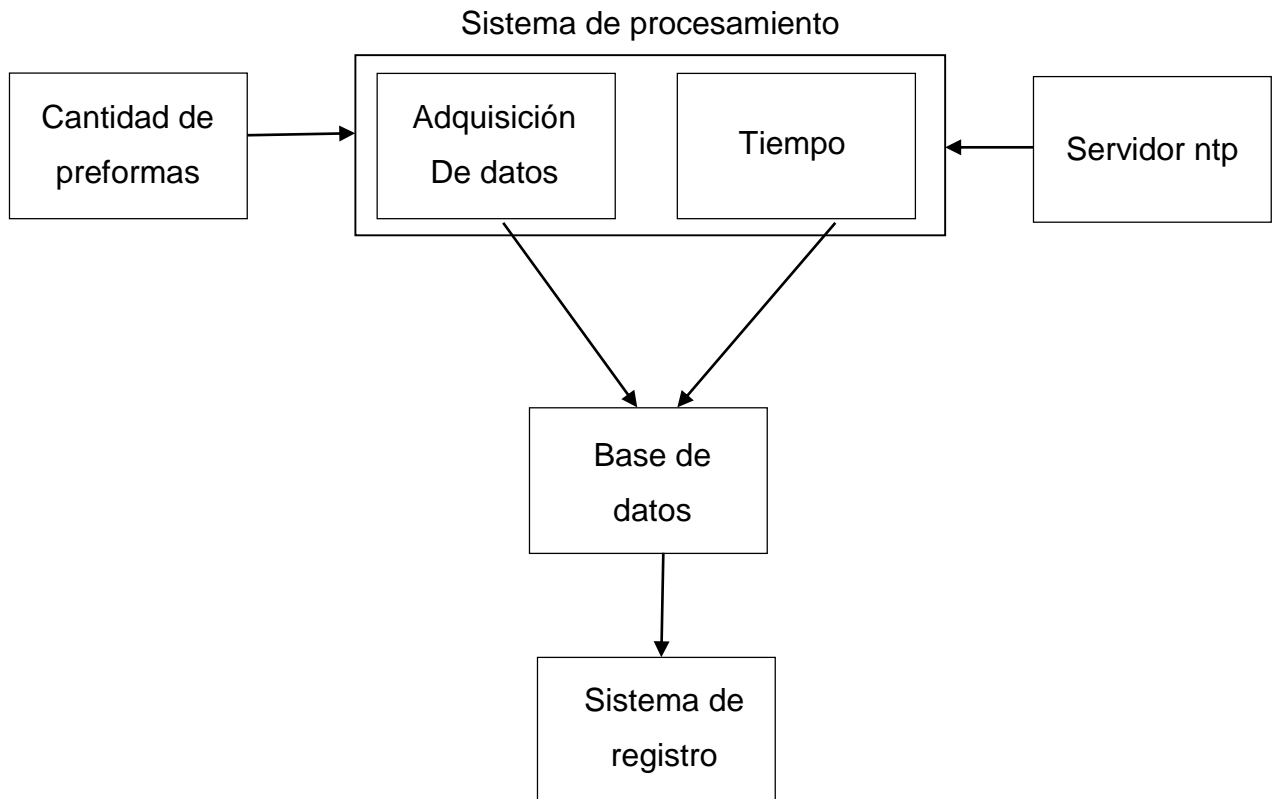 Sistema de procesamiento
Cantidad de
preformas
Adquisición
De datos
Tiempo
Servidor ntp
Base de
datos
Sistema de
registro